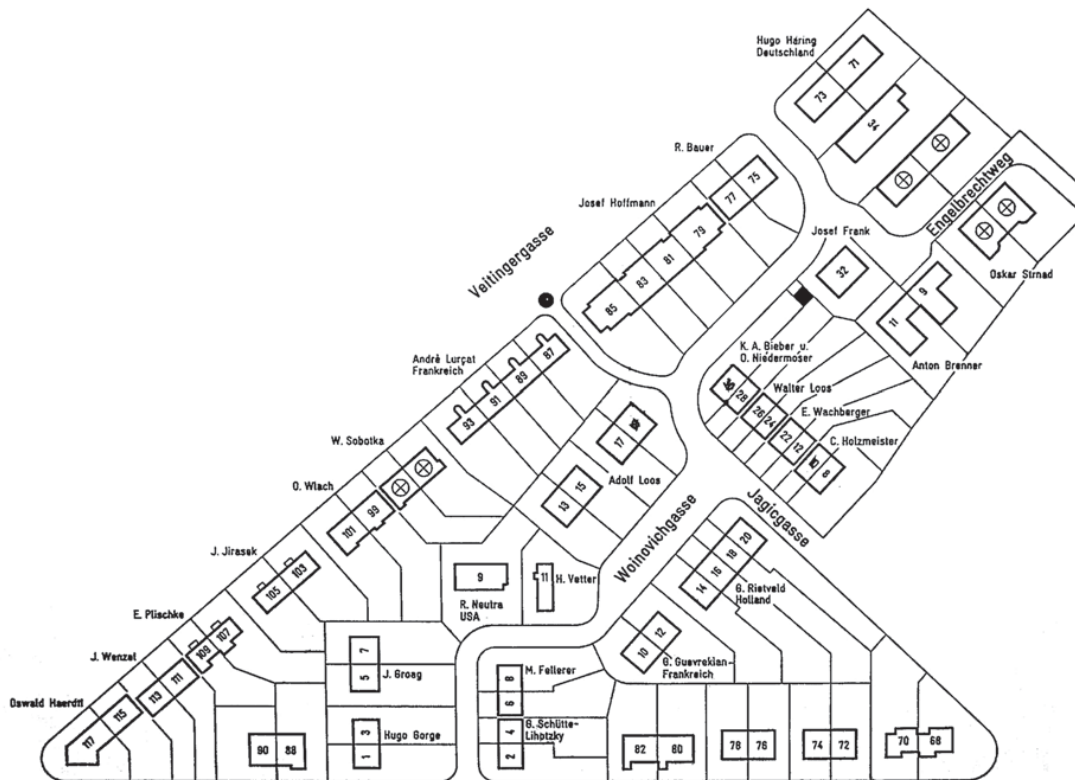 Hugo Häring
Deutschland
71
73
34
R. Bauer
75
77
Engelbrechtweg
Josef Hoffmann
79
81
83
85
Josef Frank
32
Oskar Strnad
Veitingergasse
9
11
Anton Brenner
K. A. Bieber u.
O. Niedermoser
28
Walter Loos
26
24
E. Wachberger
22
12
C. Holzmeister
8
Andrè Lurçat
Frankreich
87
89
91
93
17
Adolf Loos
15
13
W. Sobotka
O. Wlach
99
101
Woinovichgasse
Jagicgasse
J. Jirasek
103
105
9
R. Neutra
USA
11
H. Vetter
20
18
16
14
G. Rietveld
Holland
E. Plischke
107
109
12
10
G. Guevrekian-
Frankreich
J. Wenzel
111
113
7
5
J. Groag
8
6
M. Fellerer
Oswald Haerdtl
115
117
90
88
3
1
Hugo Gorge
4
2
G. Schütte-
Lihotzky
82
80
78
76
74
72
70
68